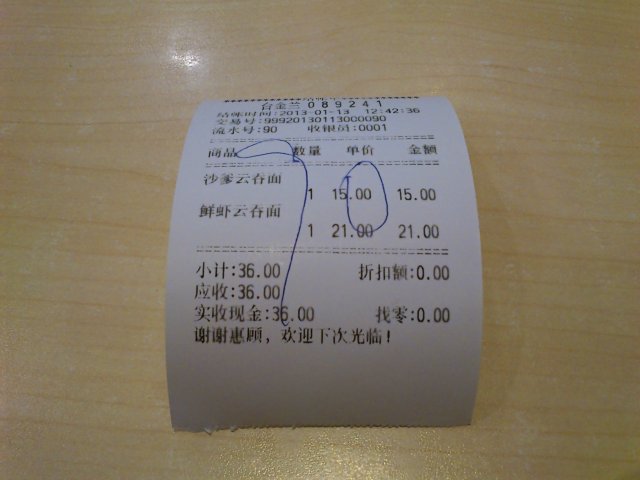 台金兰 089241
结帐时间:2013-01-13 12:42:36
交易号:99920130113000090
流水号:90 收银员:0001
商品 数量 单价 金额
沙爹云吞面
1 15.00 15.00
鲜虾云吞面
1 21.00 21.00
小计:36.00 折扣额:0.00
应收:36.00
实收现金:36.00 找零:0.00
谢谢惠顾，欢迎下次光临!